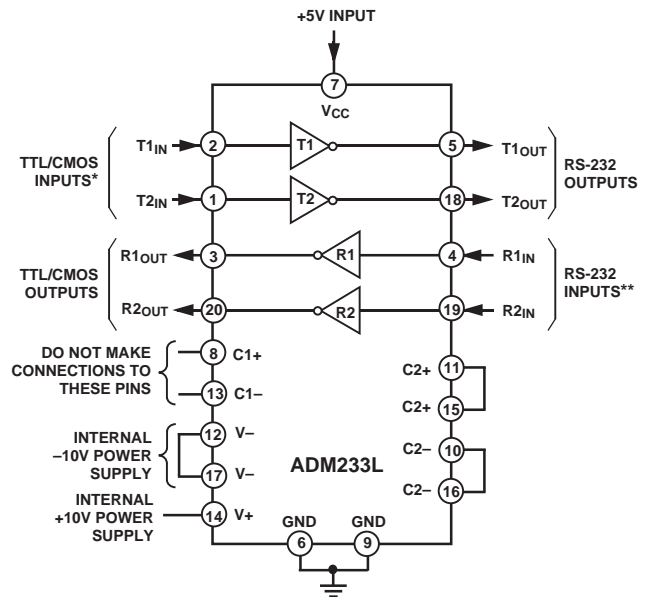 +5V INPUT
7
VCC
TTL/CMOS
INPUTS*
T1IN
2
T1
5
T1OUT
RS-232
OUTPUTS
T2IN
1
T2
18
T2OUT
TTL/CMOS
OUTPUTS
R1OUT
3
R1
4
R1IN
RS-232
INPUTS**
R2OUT
20
R2
19
R2IN
DO NOT MAKE
CONNECTIONS TO
THESE PINS
8
C1+
13
C1–
C2+
11
C2+
15
INTERNAL
–10V POWER
SUPPLY
12
V–
17
V–
ADM233L
C2–
10
C2–
16
INTERNAL
+10V POWER
SUPPLY
14
V+
GND
6
GND
9